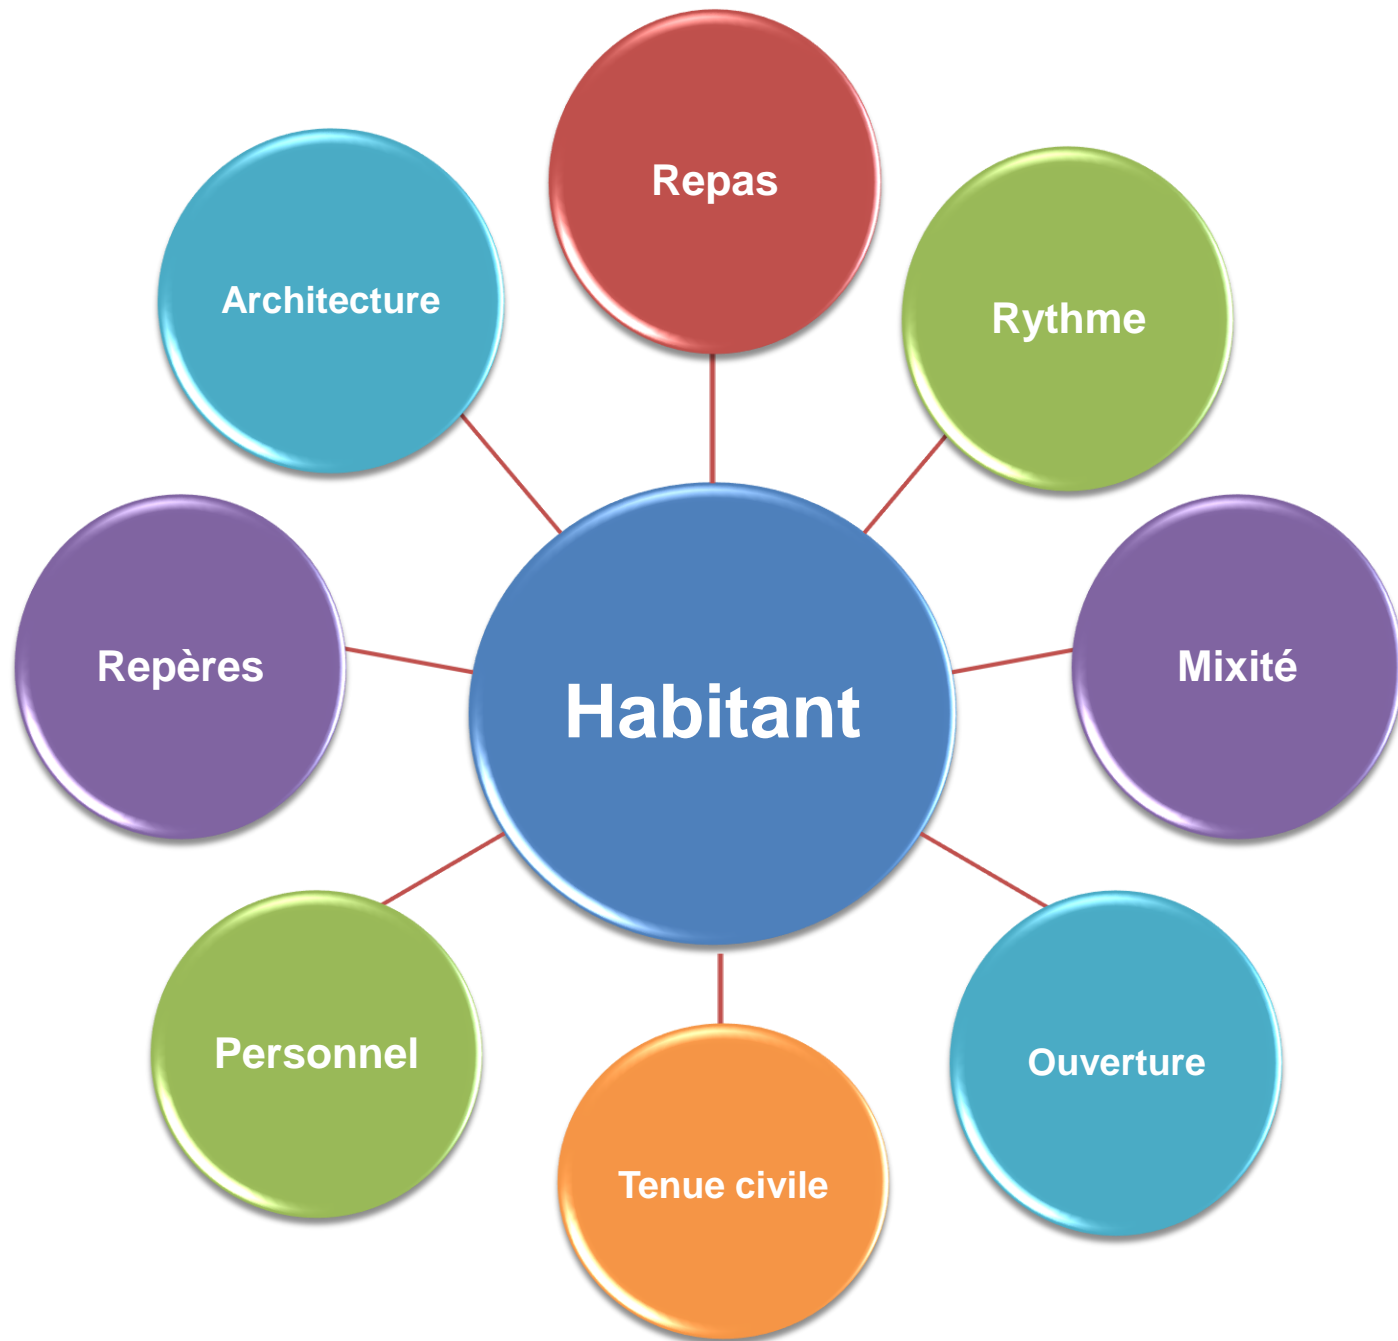 Repas
Architecture
Rythme
Repères
Mixité
Habitant
Personnel
Ouverture
Tenue civile